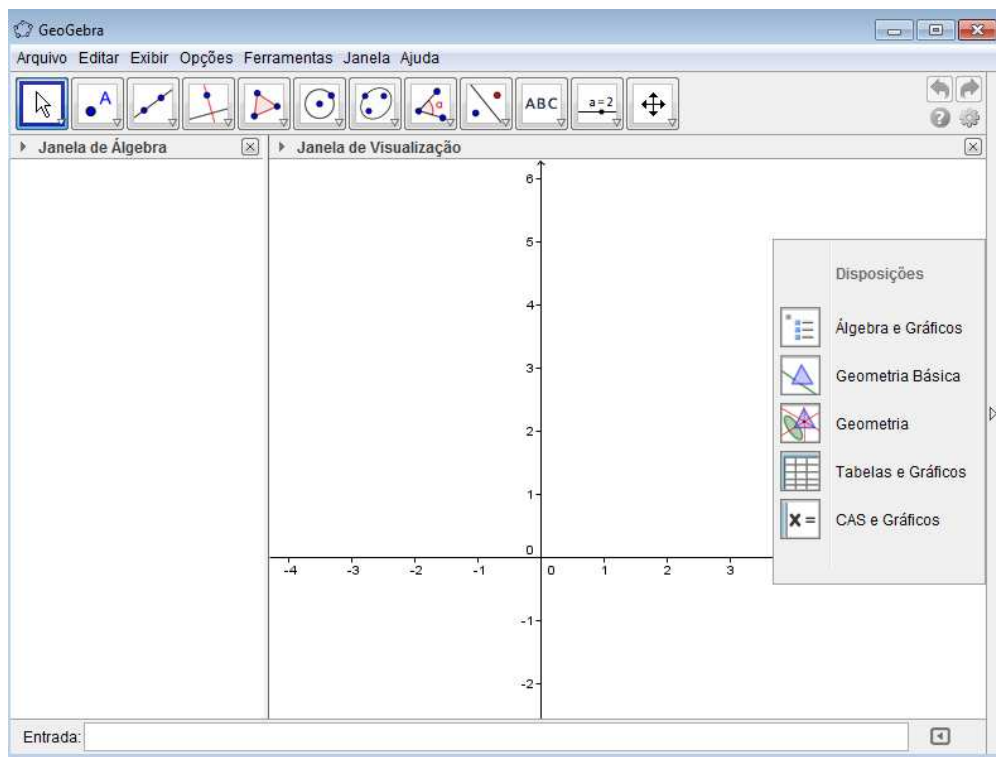 GeoGebra
Arquivo Editar Exibir Opções Ferramentas Janela Ajuda
A
α
ABC
a=2
Janela de Álgebra
Janela de Visualização
6
5
4
3
2
1
0
-4 -3 -2 -1 0 1 2 3
-1
-2
Disposições
Álgebra e Gráficos
Geometria Básica
Geometria
Tabelas e Gráficos
x = CAS e Gráficos
Entrada: